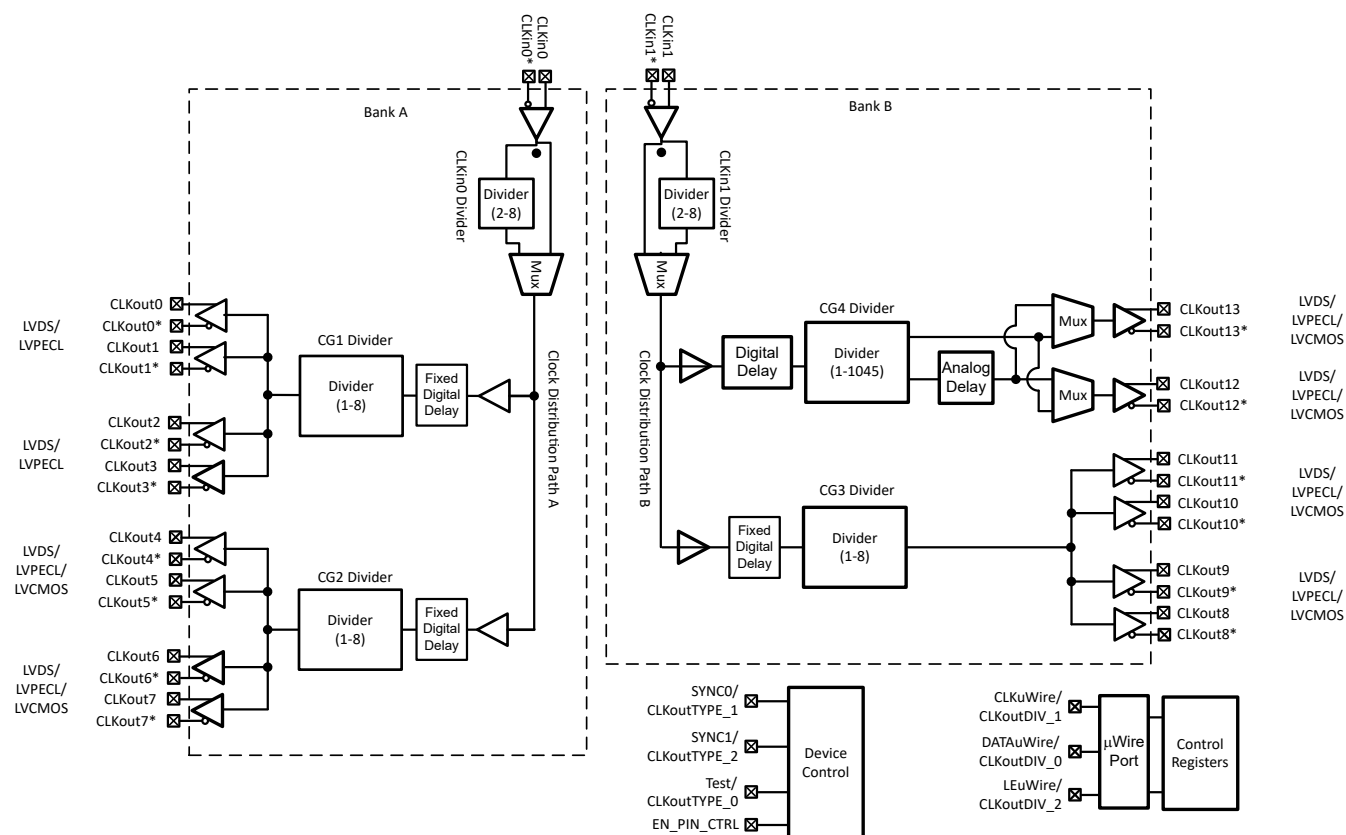 CLKin0
CLKin0*
CLKin1
CLKin1*
Bank A
Bank B
CLKin0 Divider
Divider
(2-8)
Mux
Divider
(2-8)
CLKin1 Divider
Mux
LVDS/
LVPECL
CLKout0
CLKout0*
CLKout1
CLKout1*
LVDS/
LVPECL
CLKout2
CLKout2*
CLKout3
CLKout3*
CG1 Divider
Divider
(1-8)
Fixed
Digital
Delay
Clock Distribution Path A
LVDS/
LVPECL/
LVCMOS
CLKout4
CLKout4*
CLKout5
CLKout5*
LVDS/
LVPECL/
LVCMOS
CLKout6
CLKout6*
CLKout7
CLKout7*
CG2 Divider
Divider
(1-8)
Fixed
Digital
Delay
Clock Distribution Path B
Digital
Delay
CG4 Divider
Divider
(1-1045)
Analog
Delay
Mux
Mux
CLKout13
CLKout13*
LVDS/
LVPECL/
LVCMOS
CLKout12
CLKout12*
LVDS/
LVPECL/
LVCMOS
Fixed
Digital
Delay
CG3 Divider
Divider
(1-8)
CLKout11
CLKout11*
CLKout10
CLKout10*
LVDS/
LVPECL/
LVCMOS
CLKout9
CLKout9*
CLKout8
CLKout8*
LVDS/
LVPECL/
LVCMOS
SYNC0/
CLKoutTYPE_1
SYNC1/
CLKoutTYPE_2
Test/
CLKoutTYPE_0
EN_PIN_CTRL
Device
Control
CLKuWire/
CLKoutDIV_1
DATAuWire/
CLKoutDIV_0
LEuWire/
CLKoutDIV_2
μWire
Port
Control
Registers